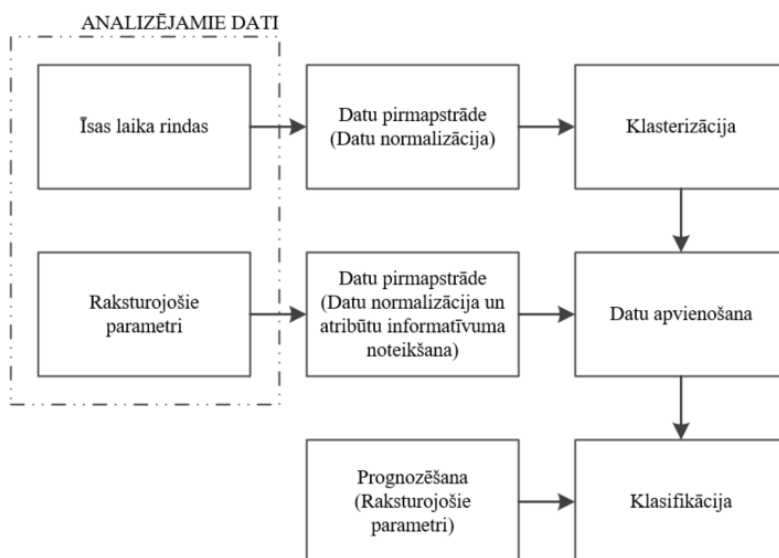 ANALIZĒJAMIE DATI
Īsas laika rindas
Datu pirmapstrāde
(Datu normalizācija)
Klasterizācija
Raksturojošie
parametri
Datu pirmapstrāde
(Datu normalizācija un
atribūtu informatīvuma
noteikšana)
Datu apvienošana
Prognozēšana
(Raksturojošie
parametri)
Klasifikācija